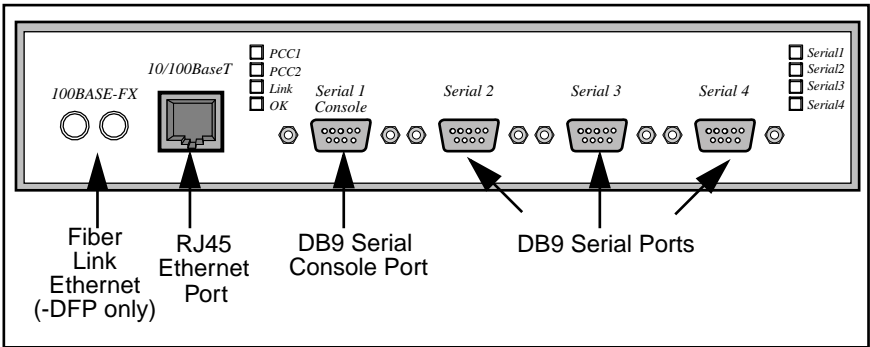 100BASE-FX
10/100BaseT
PCC1
PCC2
Link
OK
Serial 1
Console
Serial 2
Serial 3
Serial 4
Serial1
Serial2
Serial3
Serial4
Fiber
Link
Ethernet
(-DFP only)
RJ45
Ethernet
Port
DB9 Serial
Console Port
DB9 Serial Ports